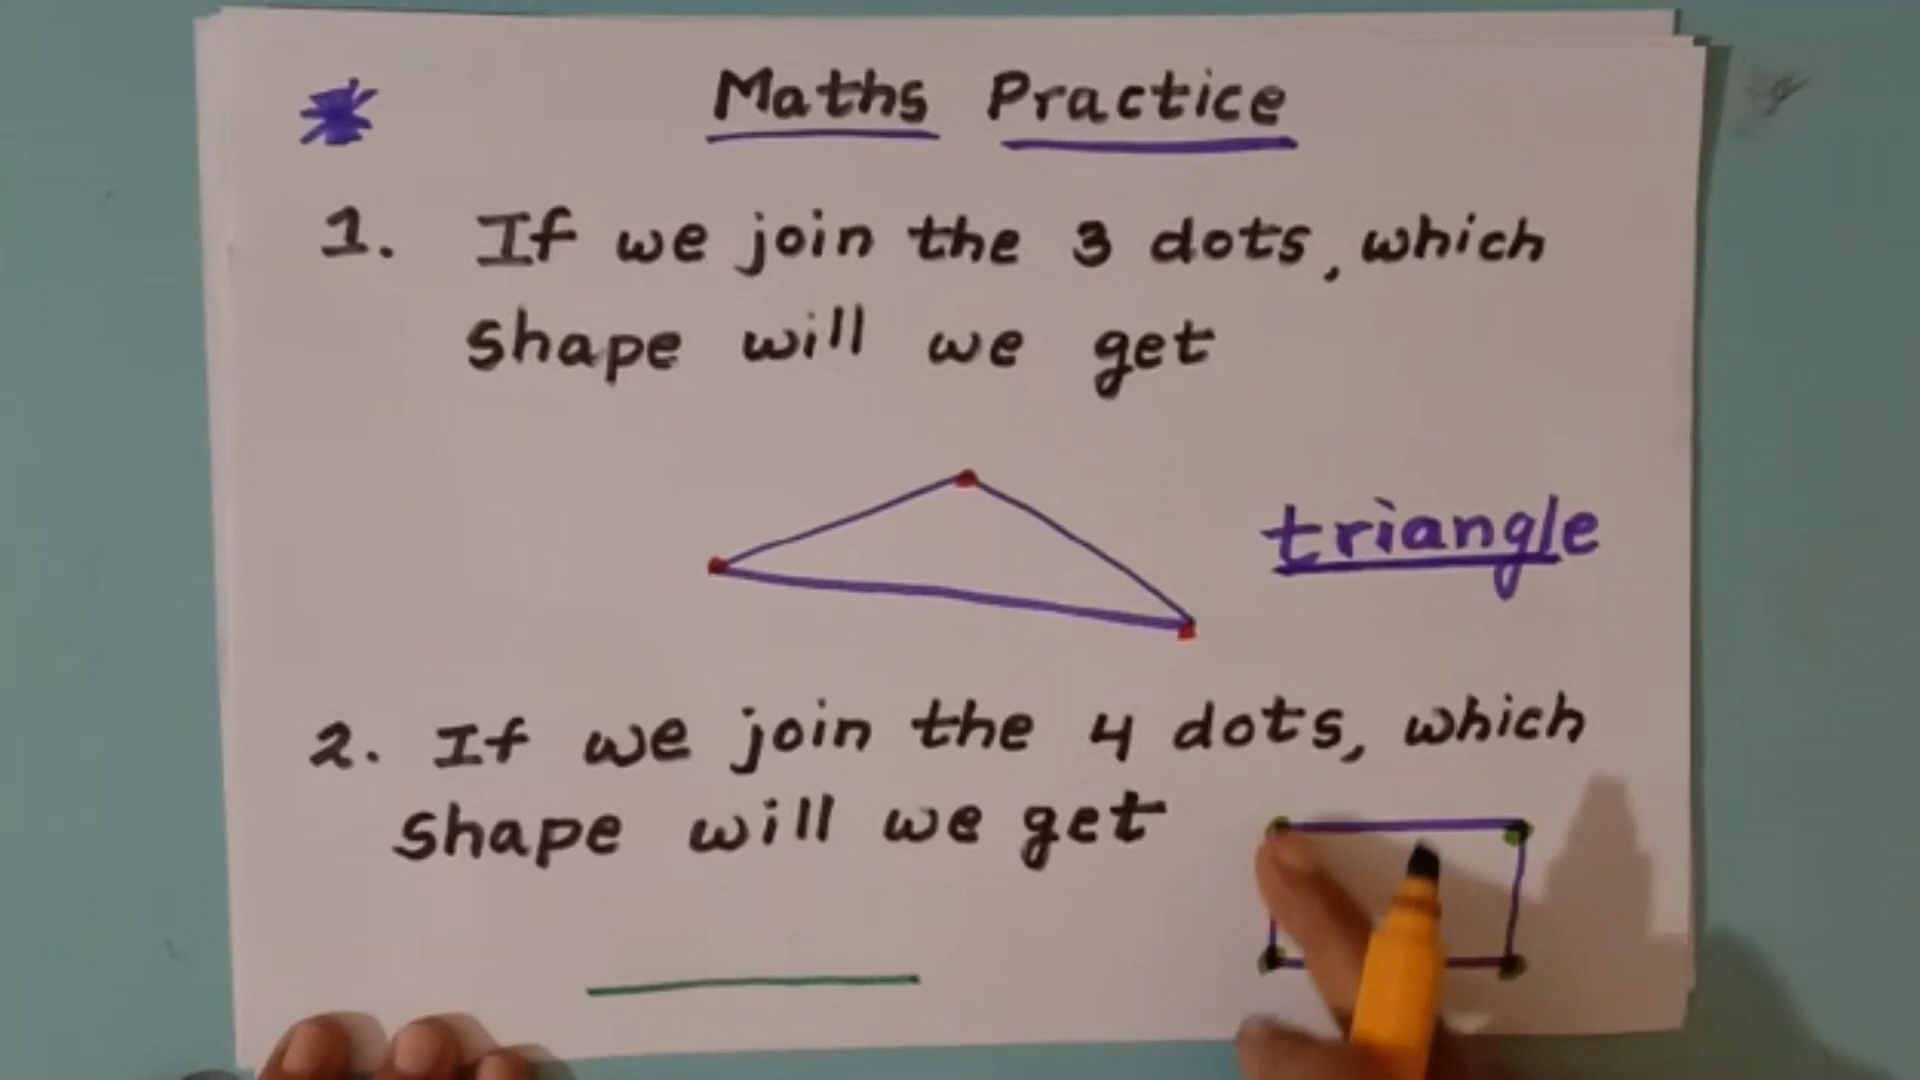 Maths Practice
1. If we join the 3 dots, which
shape will we get
triangle
2. If we join the 4 dots, which
shape will we get